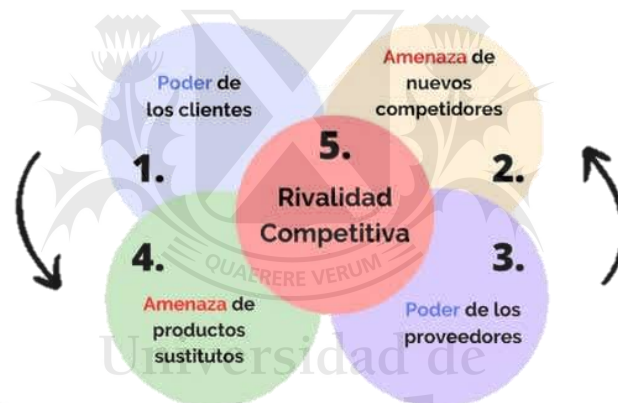 Poder de
los clientes
1.
Amenaza de
nuevos
competidores
2.
5.
Rivalidad
Competitiva
4.
Amenaza de
productos
sustitutos
3.
Poder de los
proveedores
QUAERERE VERUM
Universidad de